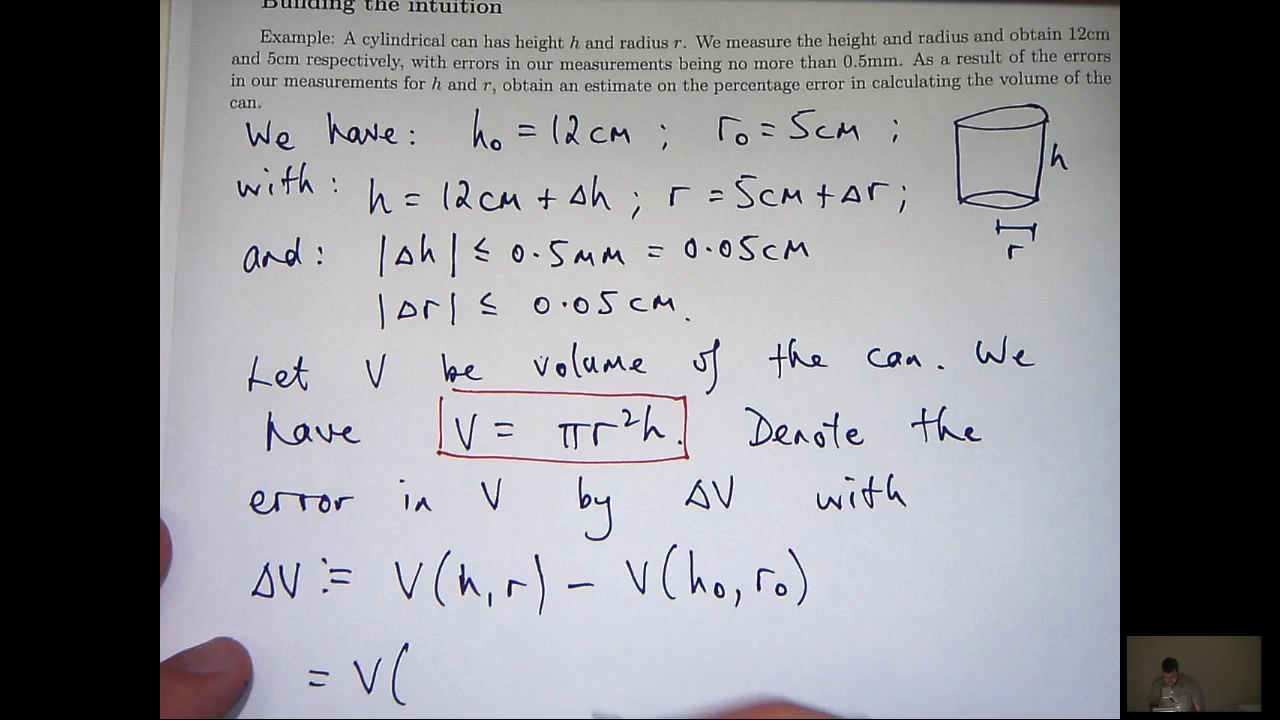 Building the intuition
Example: A cylindrical can has height h and radius r. We measure the height and radius and obtain 12cm
and 5cm respectively, with errors in our measurements being no more than 0.5mm. As a result of the errors
in our measurements for h and r, obtain an estimate on the percentage error in calculating the volume of the
can.
We have: h₀ = 12cm ; r₀ = 5cm ;
with: h = 12cm + Δh ; r = 5cm + Δr ;
h
and: |Δh| ≤ 0.5mm = 0.05cm
r
|Δr| ≤ 0.05cm.
Let V be volume of the can. We
have V = πr²h. Denote the
error in V by ΔV with
ΔV := V(h,r) - V(h₀,r₀)
= V(